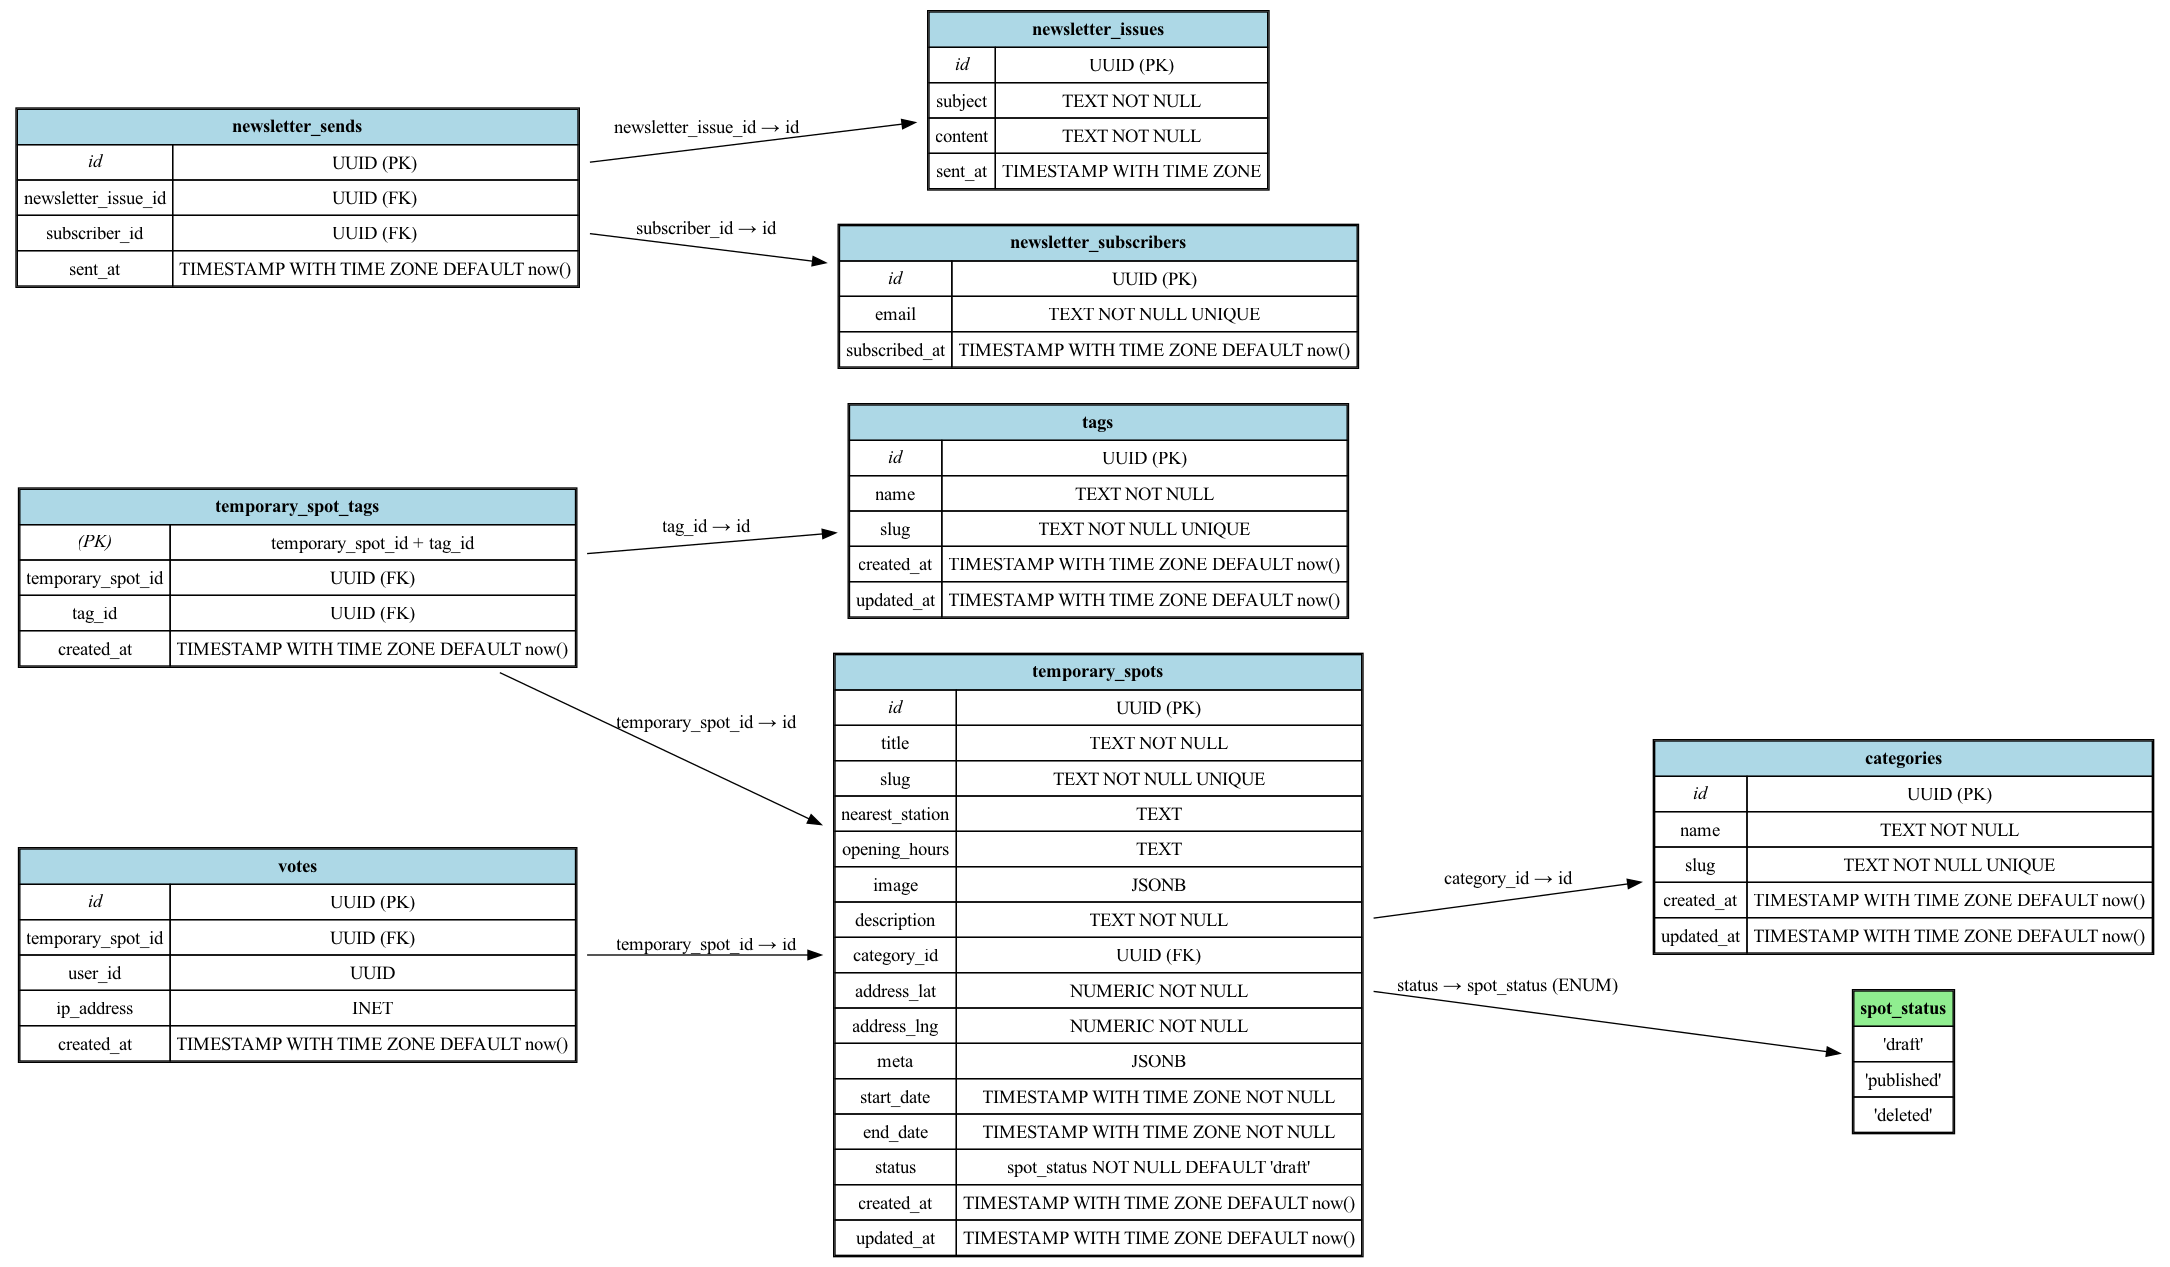 newsletter_issues
id UUID (PK)
subject TEXT NOT NULL
content TEXT NOT NULL
sent_at TIMESTAMP WITH TIME ZONE
newsletter_sends
id UUID (PK)
newsletter_issue_id UUID (FK)
subscriber_id UUID (FK)
sent_at TIMESTAMP WITH TIME ZONE DEFAULT now()
newsletter_issue_id → id
subscriber_id → id
newsletter_subscribers
id UUID (PK)
email TEXT NOT NULL UNIQUE
subscribed_at TIMESTAMP WITH TIME ZONE DEFAULT now()
tags
id UUID (PK)
name TEXT NOT NULL
slug TEXT NOT NULL UNIQUE
created_at TIMESTAMP WITH TIME ZONE DEFAULT now()
updated_at TIMESTAMP WITH TIME ZONE DEFAULT now()
temporary_spot_tags
(PK) temporary_spot_id + tag_id
temporary_spot_id UUID (FK)
tag_id UUID (FK)
created_at TIMESTAMP WITH TIME ZONE DEFAULT now()
tag_id → id
temporary_spot_id → id
temporary_spots
id UUID (PK)
title TEXT NOT NULL
slug TEXT NOT NULL UNIQUE
nearest_station TEXT
opening_hours TEXT
image JSONB
description TEXT NOT NULL
category_id UUID (FK)
address_lat NUMERIC NOT NULL
address_lng NUMERIC NOT NULL
meta JSONB
start_date TIMESTAMP WITH TIME ZONE NOT NULL
end_date TIMESTAMP WITH TIME ZONE NOT NULL
status spot_status NOT NULL DEFAULT 'draft'
created_at TIMESTAMP WITH TIME ZONE DEFAULT now()
updated_at TIMESTAMP WITH TIME ZONE DEFAULT now()
votes
id UUID (PK)
temporary_spot_id UUID (FK)
user_id UUID
ip_address INET
created_at TIMESTAMP WITH TIME ZONE DEFAULT now()
temporary_spot_id → id
category_id → id
status → spot_status (ENUM)
categories
id UUID (PK)
name TEXT NOT NULL
slug TEXT NOT NULL UNIQUE
created_at TIMESTAMP WITH TIME ZONE DEFAULT now()
updated_at TIMESTAMP WITH TIME ZONE DEFAULT now()
spot_status
'draft'
'published'
'deleted'